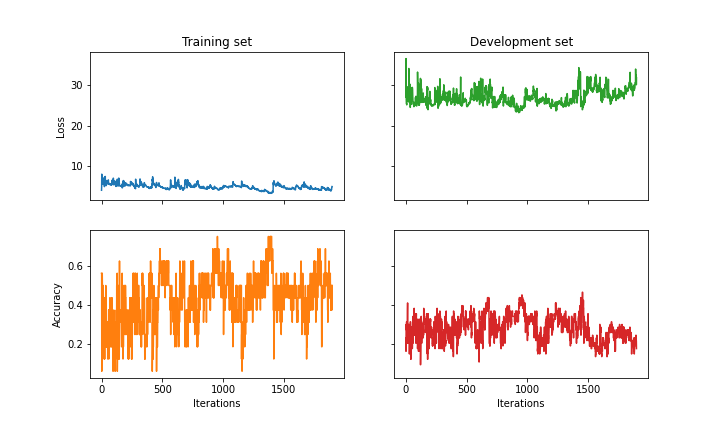 Training set
Development set
Loss
30
20
10
Accuracy
0.6
0.4
0.2
0
500
1000
1500
0
500
1000
1500
Iterations
Iterations